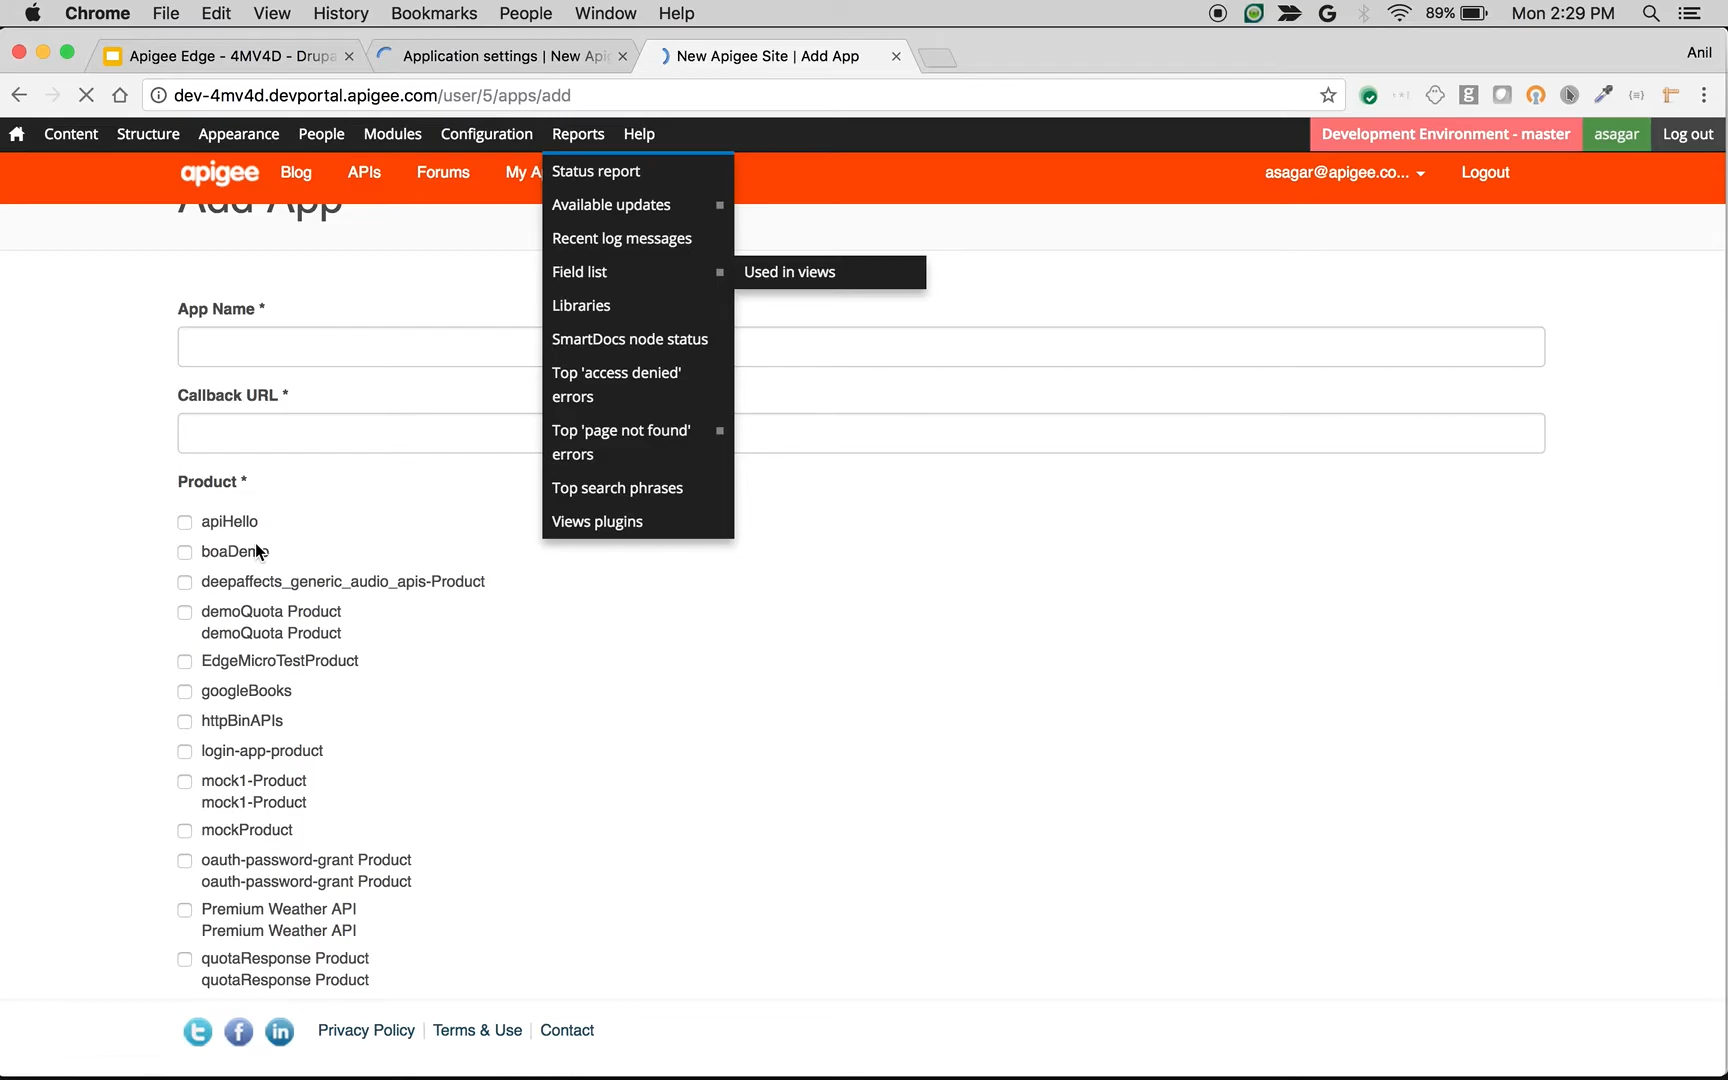 Chrome File Edit View History Bookmarks People Window Help 89% Mon 2:29 PM
Apigee Edge - 4MV4D - Drupa Application settings | New Apig New Apigee Site | Add App Anil
dev-4mv4d.devportal.apigee.com/user/5/apps/add
Content Structure Appearance People Modules Configuration Reports Help Development Environment - master asagar Log out
apigee Blog APIs Forums My A asagar@apigee.co... Logout
Add App
Status report
Available updates
Recent log messages
Field list
Used in views
Libraries
SmartDocs node status
Top 'access denied'
errors
Top 'page not found'
errors
Top search phrases
Views plugins
App Name *
Callback URL *
Product *
apiHello
boaDemo
deepaffects_generic_audio_apis-Product
demoQuota Product
demoQuota Product
EdgeMicroTestProduct
googleBooks
httpBinAPIs
login-app-product
mock1-Product
mock1-Product
mockProduct
oauth-password-grant Product
oauth-password-grant Product
Premium Weather API
Premium Weather API
quotaResponse Product
quotaResponse Product
Privacy Policy Terms & Use Contact